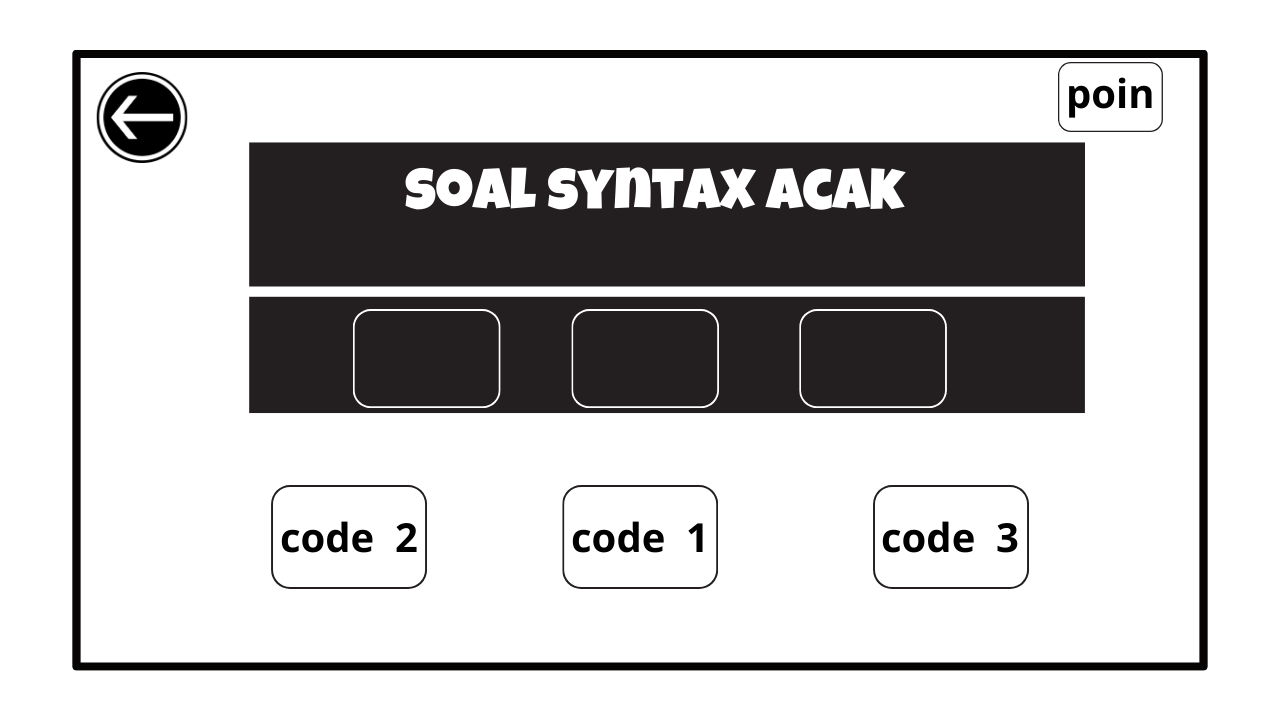 poin
SOAL SYNTAX ACAK
code 2
code 1
code 3